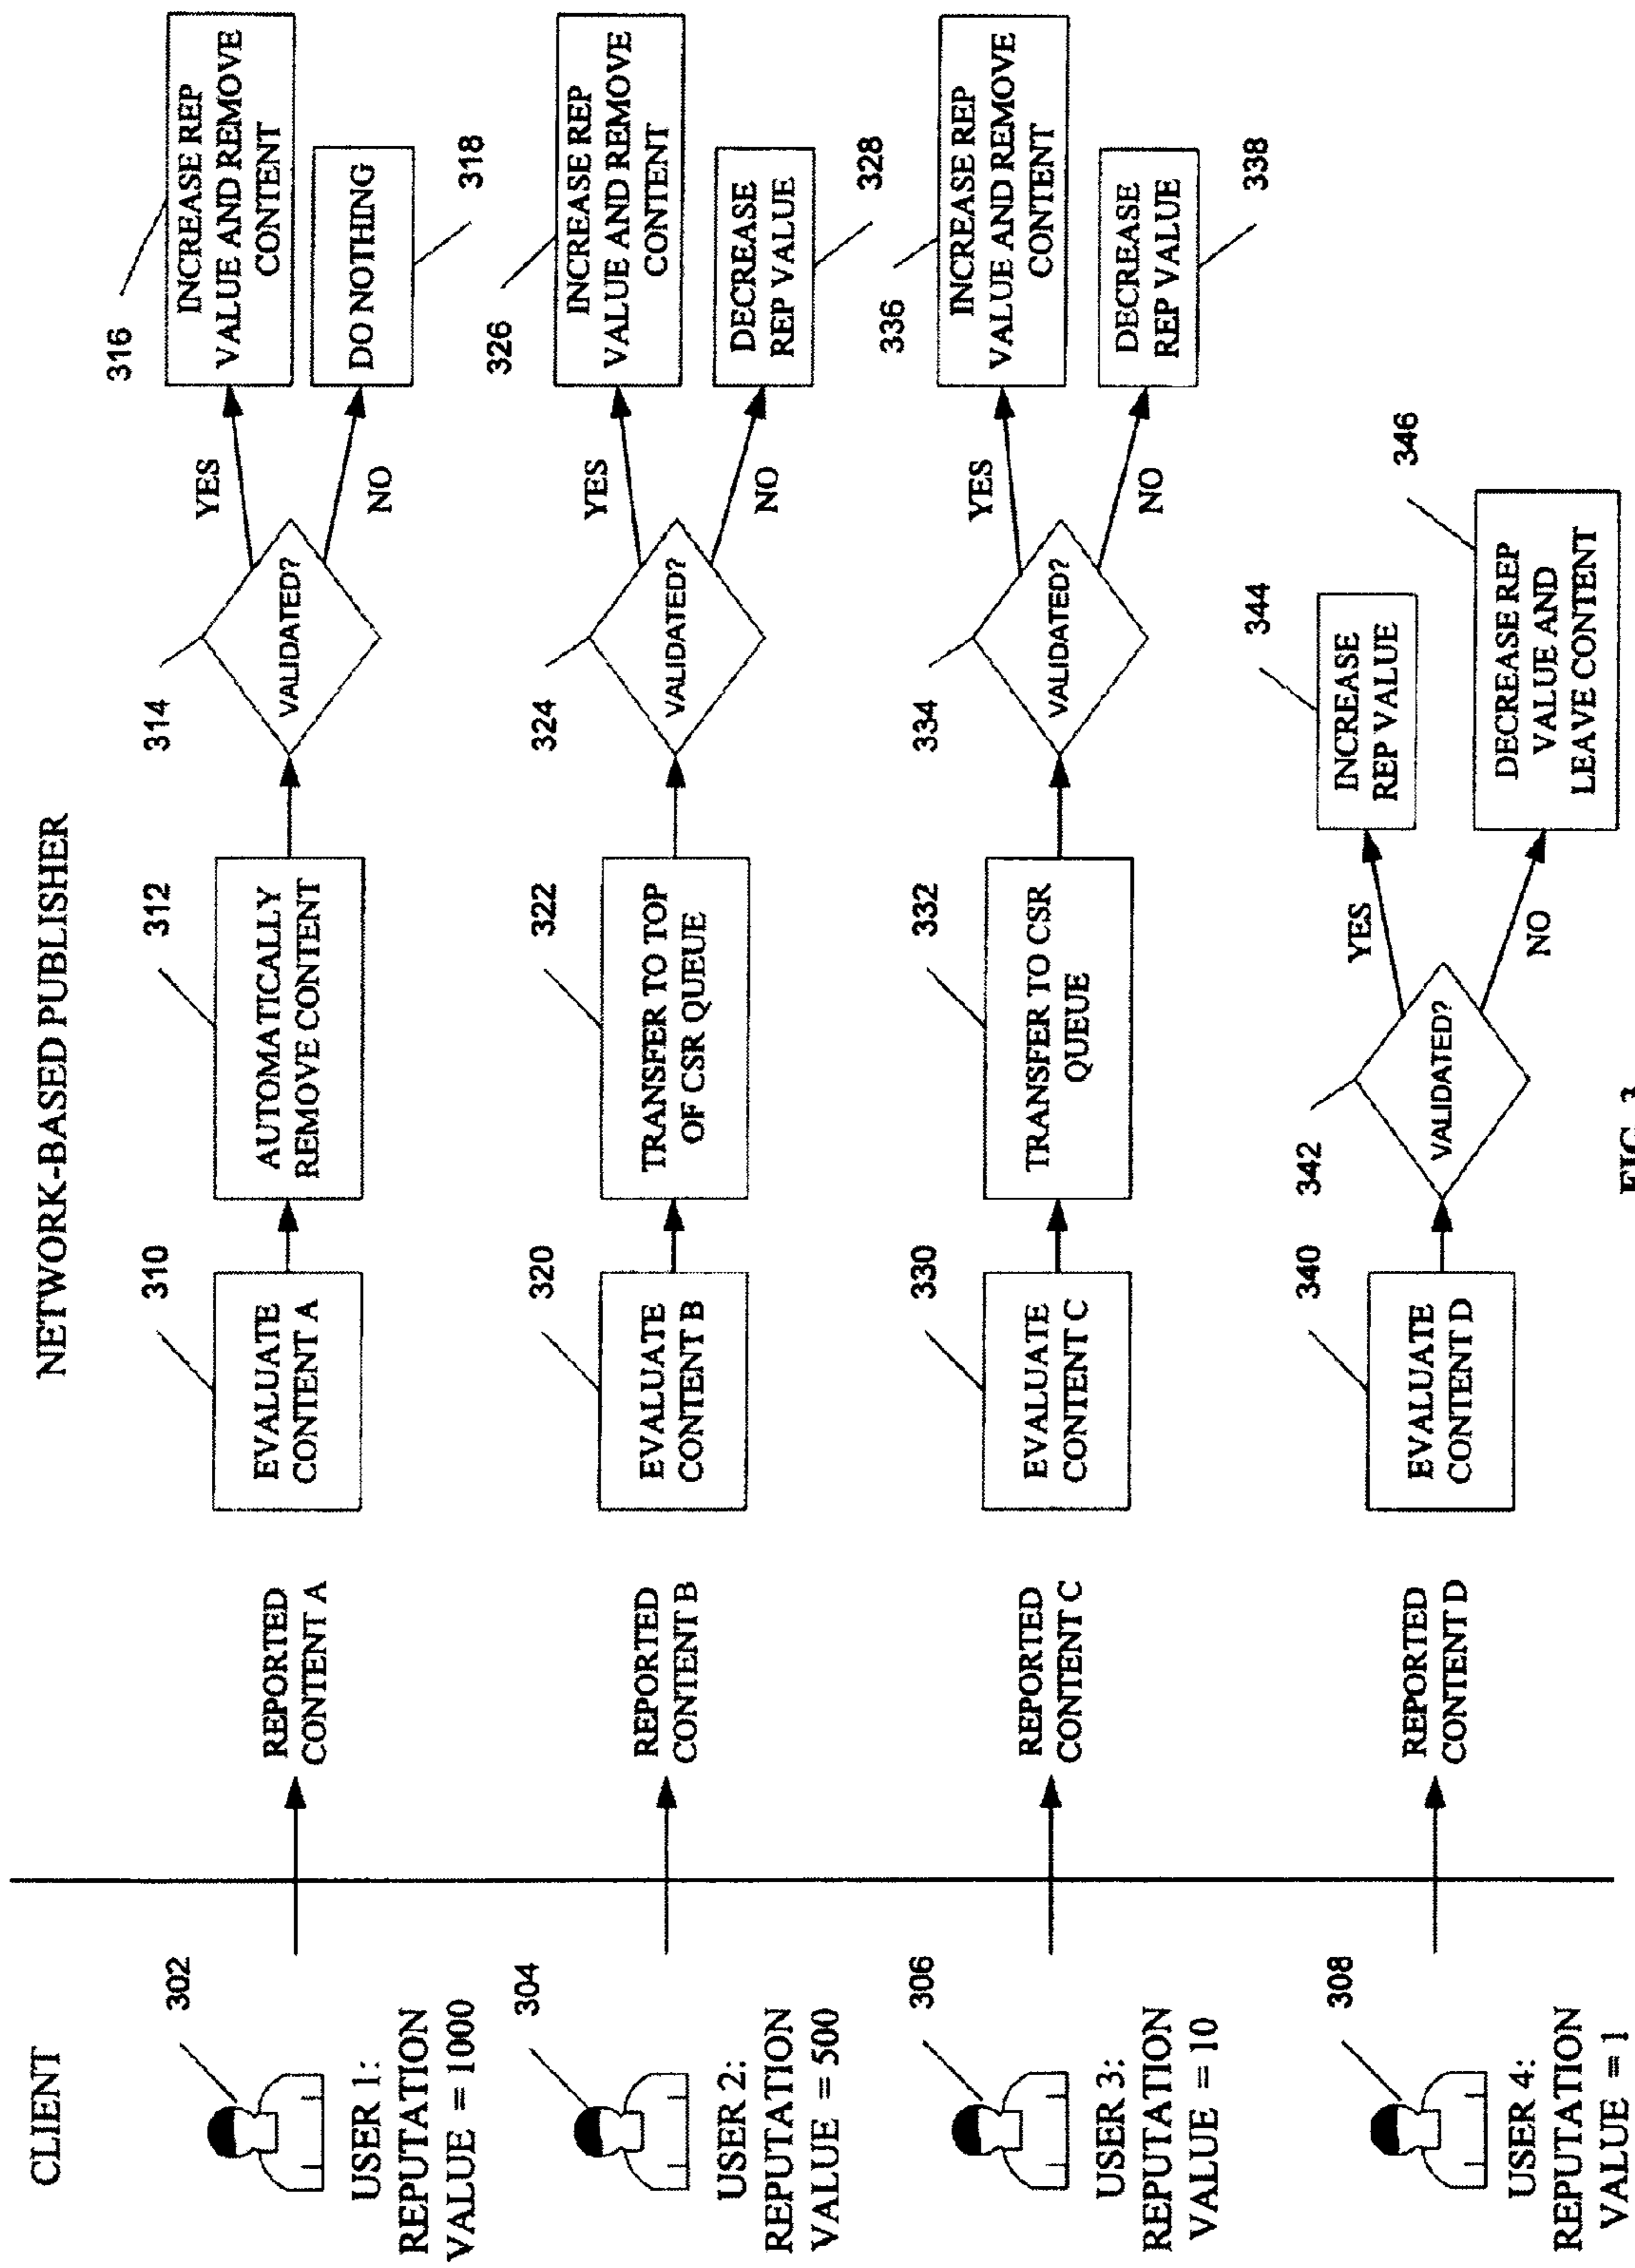 CLIENT
NETWORK-BASED PUBLISHER
302
USER 1:
REPUTATION
VALUE = 1000
REPORTED
CONTENT A
310
EVALUATE
CONTENT A
312
AUTOMATICALLY
REMOVE CONTENT
314
VALIDATED?
YES
NO
316
INCREASE REP
VALUE AND REMOVE
CONTENT
DO NOTHING
318
304
USER 2:
REPUTATION
VALUE = 500
REPORTED
CONTENT B
320
EVALUATE
CONTENT B
322
TRANSFER TO TOP
OF CSR QUEUE
324
VALIDATED?
YES
NO
326
INCREASE REP
VALUE AND REMOVE
CONTENT
DECREASE
REP VALUE
328
306
USER 3:
REPUTATION
VALUE = 10
REPORTED
CONTENT C
330
EVALUATE
CONTENT C
332
TRANSFER TO CSR
QUEUE
334
VALIDATED?
YES
NO
336
INCREASE REP
VALUE AND REMOVE
CONTENT
DECREASE
REP VALUE
338
308
USER 4:
REPUTATION
VALUE = 1
REPORTED
CONTENT D
340
EVALUATE
CONTENT D
342
VALIDATED?
YES
NO
344
INCREASE
REP VALUE
346
DECREASE REP
VALUE AND
LEAVE CONTENT
FIG. 3